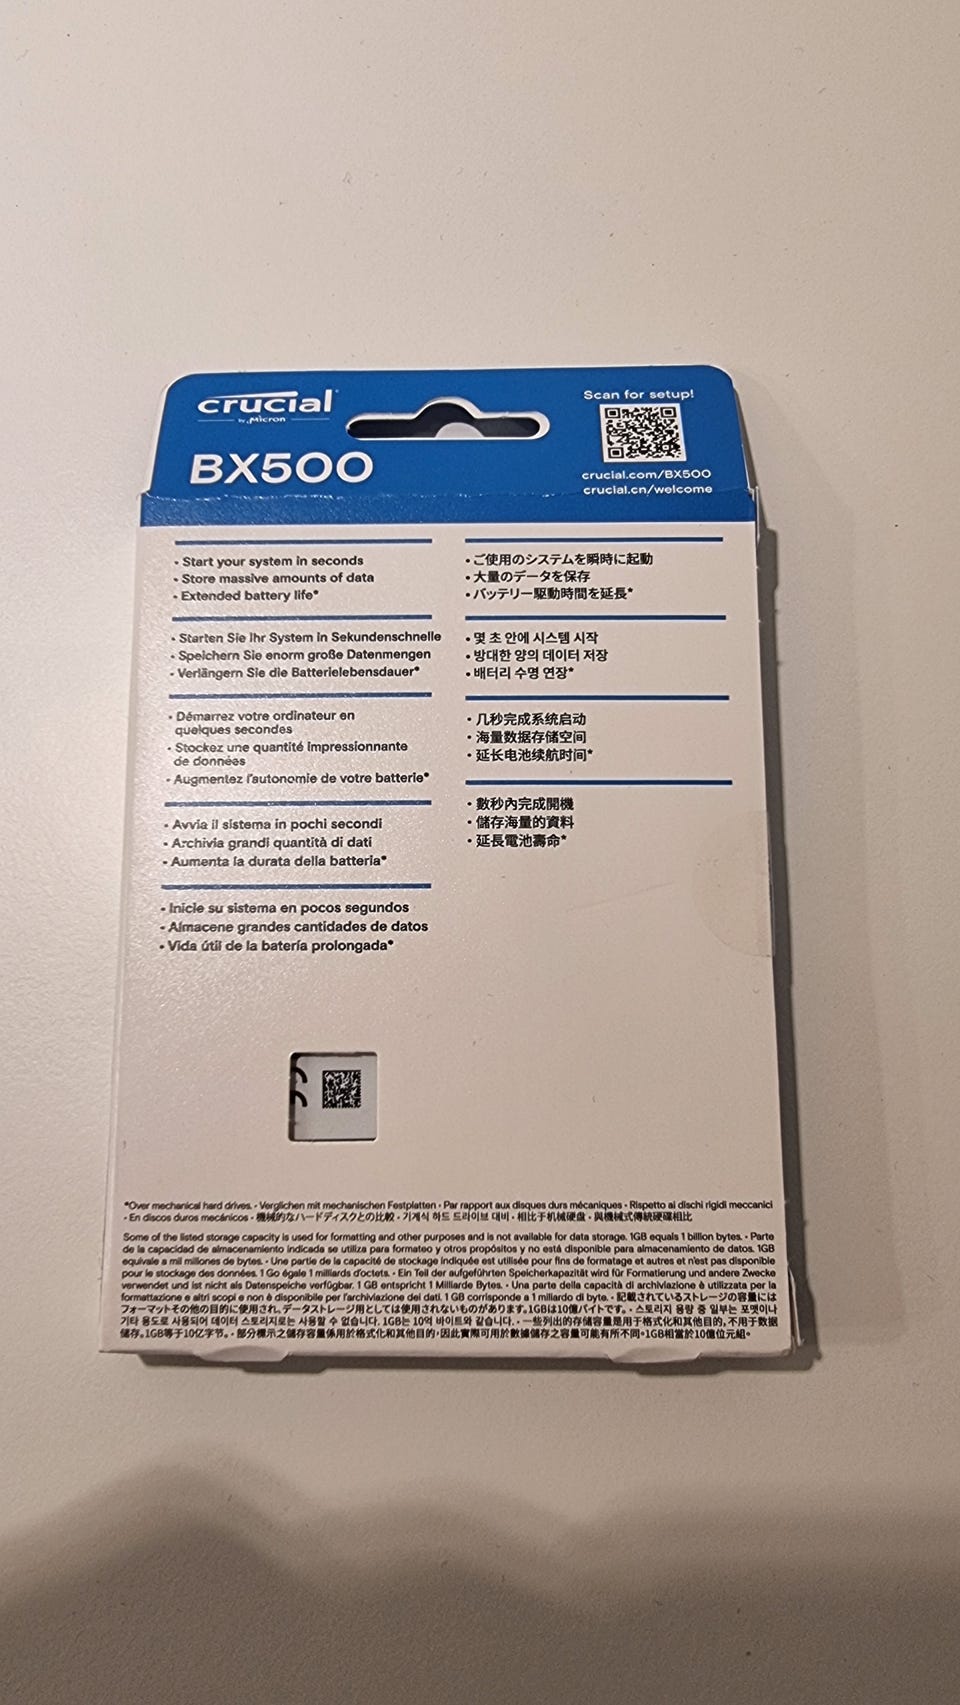 crucial
by Micron
BX500
Scan for setup!
crucial.com/BX500
crucial.cn/welcome
• Start your system in seconds
• Store massive amounts of data
• Extended battery life*
• Starten Sie Ihr System in Sekundenschnelle
• Speichern Sie enorm große Datenmengen
• Verlängern Sie die Batterielebensdauer*
• Démarrez votre ordinateur en
quelques secondes
• Stockez une quantité impressionnante
de données
• Augmentez l'autonomie de votre batterie*
• Avvia il sistema in pochi secondi
• Archivia grandi quantità di dati
• Aumenta la durata della batteria*
• Inicie su sistema en pocos segundos
• Almacene grandes cantidades de datos
• Vida útil de la batería prolongada*
• ご使用のシステムを瞬時に起動
• 大量のデータを保存
• バッテリー駆動時間を延長*
• 몇 초 안에 시스템 시작
• 방대한 양의 데이터 저장
• 배터리 수명 연장*
• 几秒完成系统启动
• 海量数据存储空间
• 延长电池续航时间*
• 數秒內完成開機
• 儲存海量的資料
• 延長電池壽命*
*Over mechanical hard drives. • Verglichen mit mechanischen Festplatten • Par rapport aux disques durs mécaniques • Rispetto ai dischi rigidi meccanici
• En discos duros mecánicos • 機械的なハードディスクとの比較 • 기계식 하드 드라이브 대비 • 相比于机械硬盘 • 與機械式傳統硬碟相比
Some of the listed storage capacity is used for formatting and other purposes and is not available for data storage. 1GB equals 1 billion bytes. • Parte
de la capacidad de almacenamiento indicada se utiliza para formateo y otros propósitos y no está disponible para almacenamiento de datos. 1GB
equivale a mil millones de bytes. • Une partie de la capacité de stockage indiquée est utilisée pour fins de formatage et autres et n'est pas disponible
pour le stockage des données. 1 Go égale 1 milliards d'octets. • Ein Teil der aufgeführten Speicherkapazität wird für Formatierung und andere Zwecke
verwendet und ist nicht als Datenspeiche verfügbar. 1 GB entspricht 1 Milliarde Bytes. • Una parte della capacità di archiviazione è utilizzata per la
formattazione e altri scopi e non è disponibile per l'archiviazione dei dati. 1 GB corrisponde a 1 miliardo di byte. • 記載されているストレージの容量には
フォーマットその他の目的に使用され、データストレージ用としては使用されないものがあります。1GBは10億バイトです。• 스토리지 용량 중 일부는 포맷이나
기타 용도로 사용되어 데이터 스토리지로는 사용할 수 없습니다. 1GB는 10억 바이트와 같습니다. • 一些列出的存储容量是用于格式化和其他目的，不用于数据
储存。1GB等于10亿字节。• 部分標示之儲存容量係用於格式化和其他目的，因此實際可用於數據儲存之容量可能有所不同。1GB相當於10億位元組。